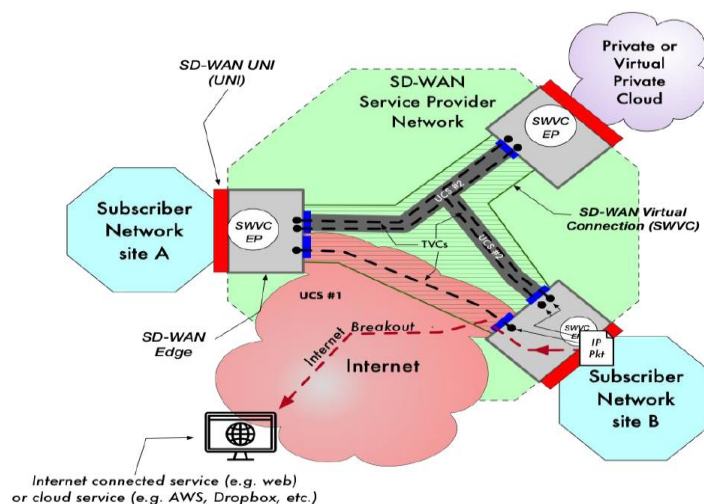 SD-WAN UNI
(UNI)
SD-WAN
Service Provider
Network
Private or
Virtual
Private
Cloud
SWVC
EP
UCS #2
Subscriber
Network
site A
SWVC
EP
TVCs
UCS #2
SD-WAN Virtual
Connection (SWVC)
UCS #1
SD-WAN
Edge
Internet
Breakout
Internet
SWVC
EP
IP
Pkt
Subscriber
Network
site B
Internet connected service (e.g. web)
or cloud service (e.g. AWS, Dropbox, etc.)